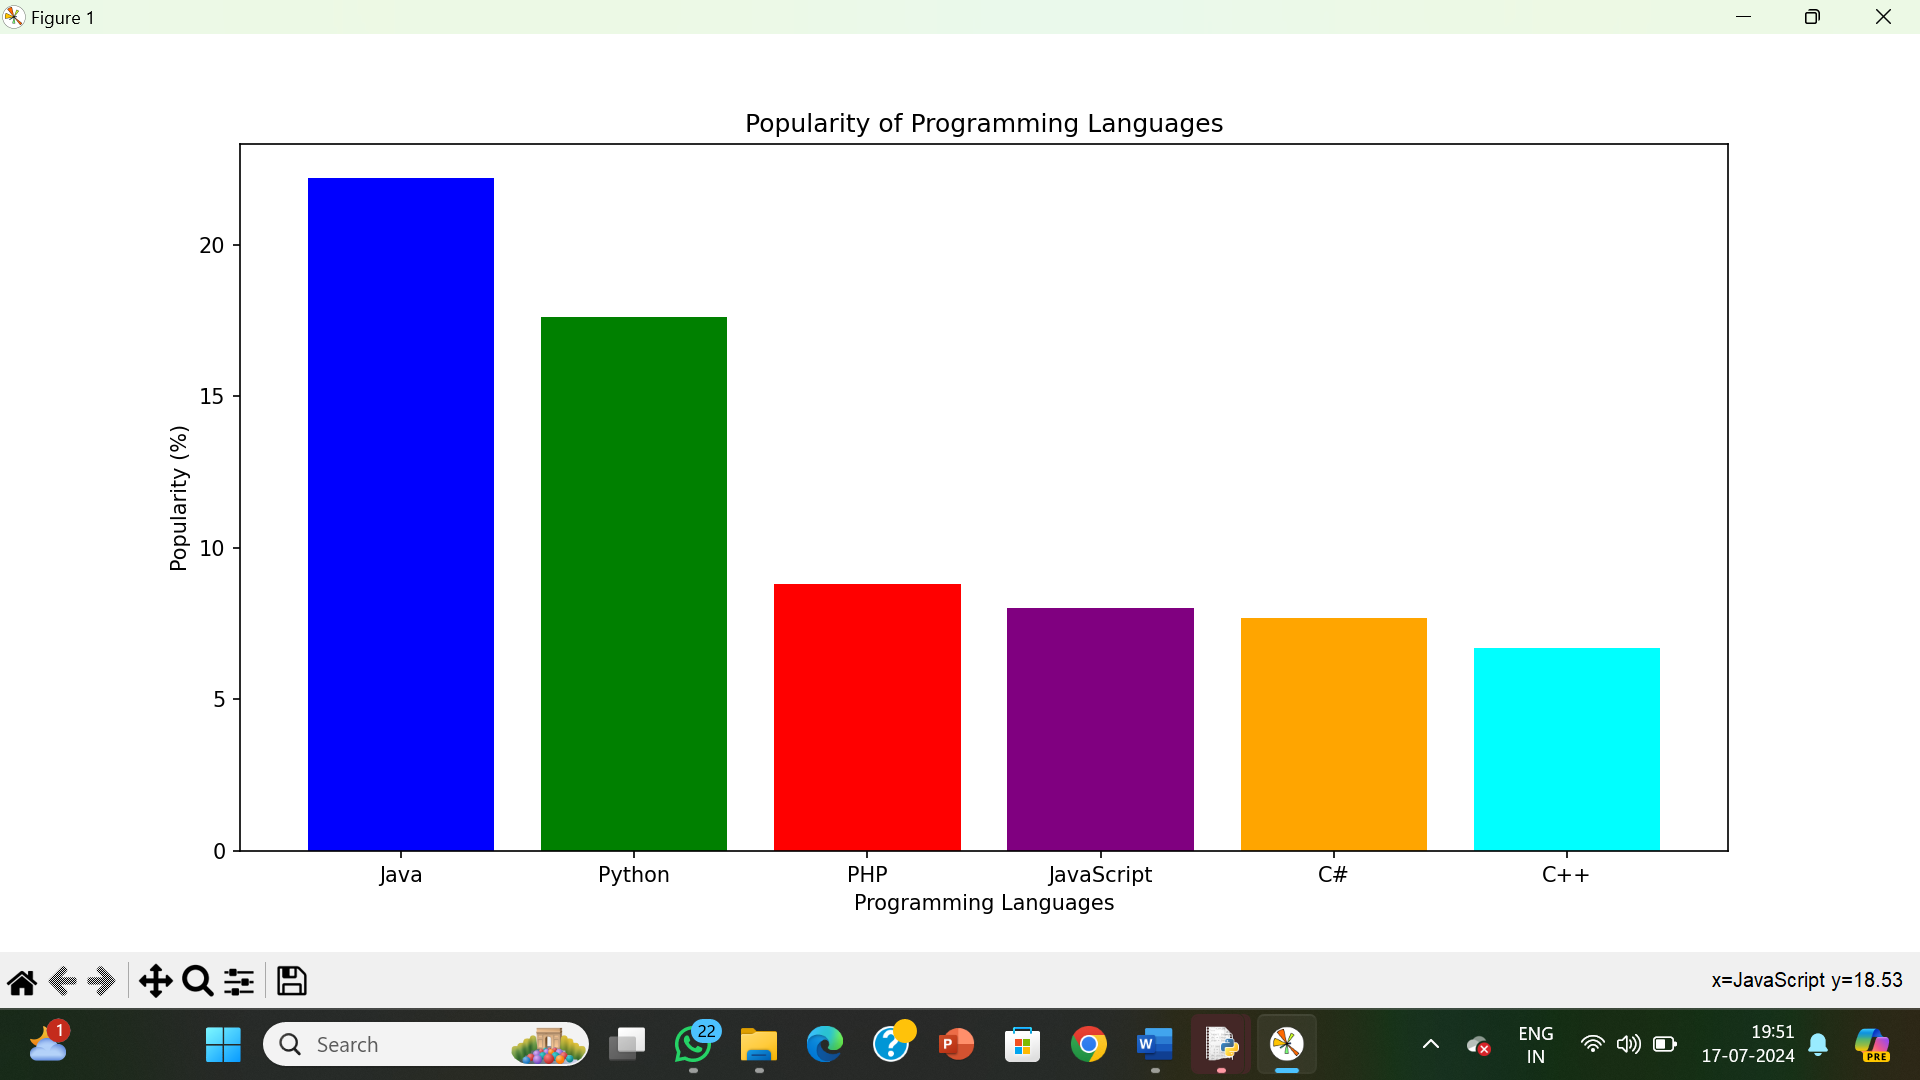 Figure 1
Popularity of Programming Languages
20
15
10
5
0
Popularity (%)
Java Python PHP JavaScript C# C++
Programming Languages
x=JavaScript y=18.53
1
Search
22
?
P
W
PRE
ENG
IN
19:51
17-07-2024